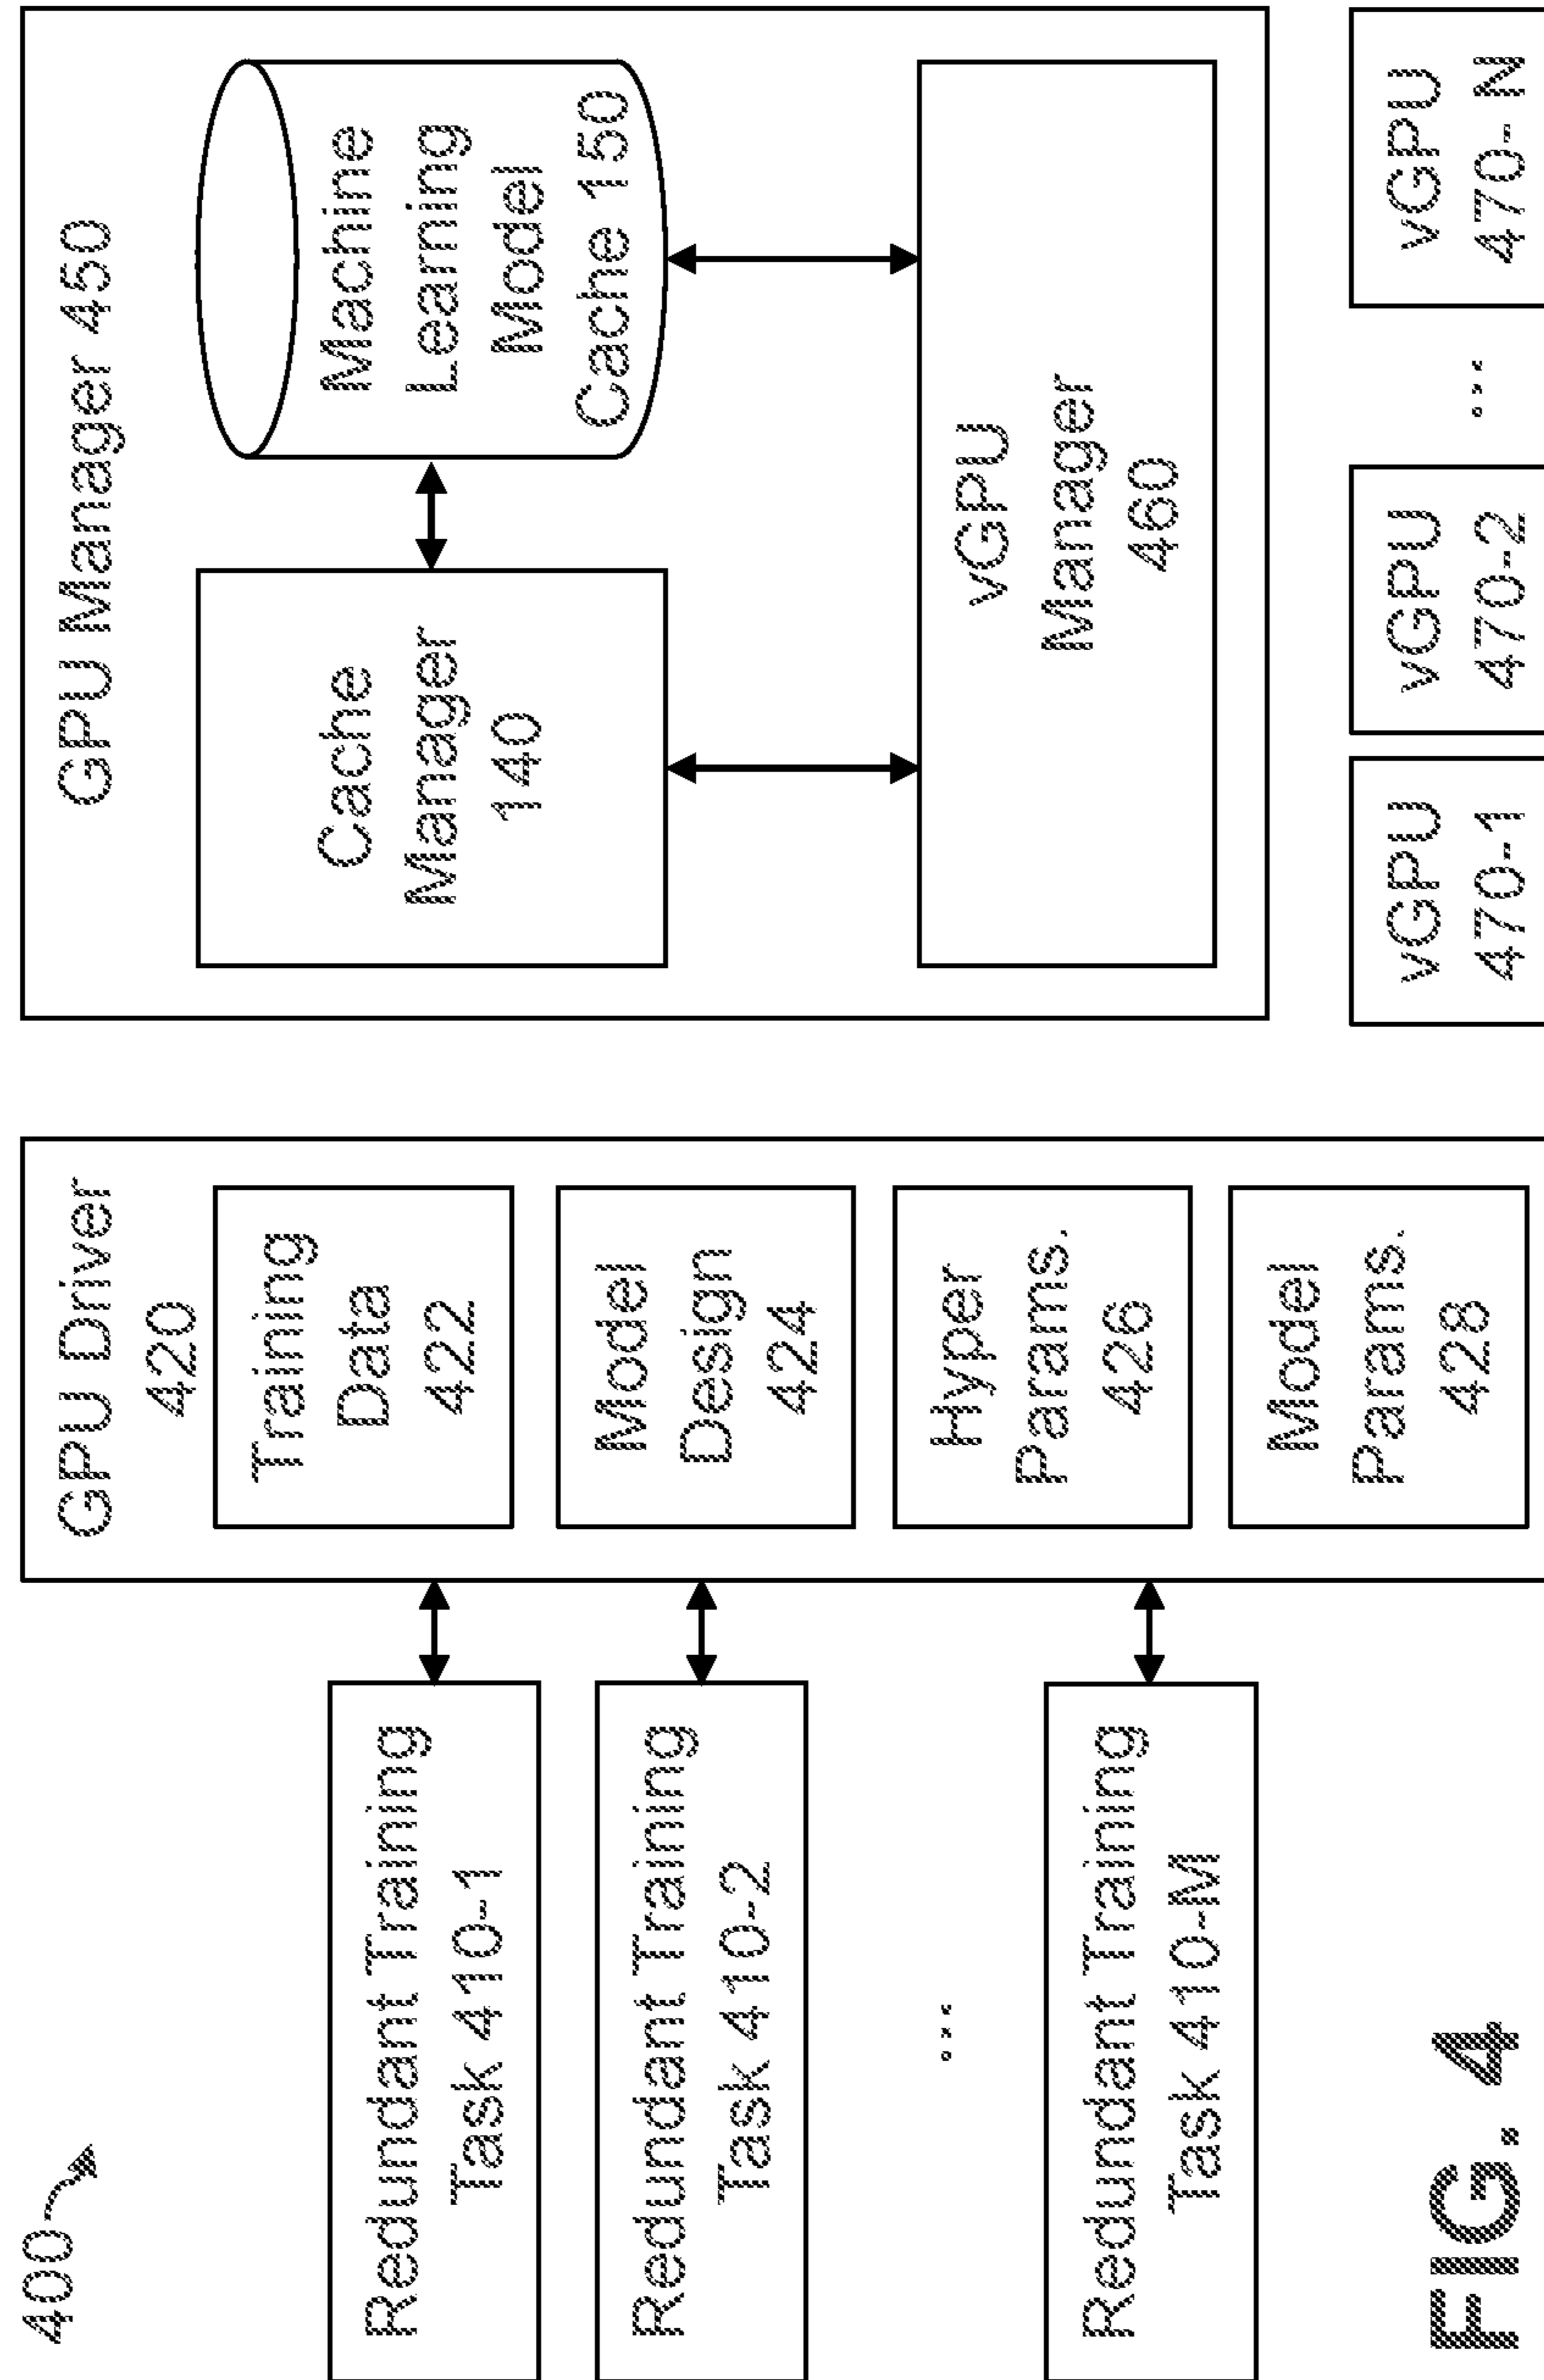 400
Redundant Training
Task 410-1
Redundant Training
Task 410-2
...
Redundant Training
Task 410-M
GPU Driver
420
Training
Data
422
Model
Design
424
Hyper
Params.
426
Model
Params.
428
GPU Manager 450
Cache
Manager
140
Machine
Learning
Model
Cache 150
vGPU
Manager
460
vGPU
470-1
vGPU
470-2
...
vGPU
470- N
FIG. 4